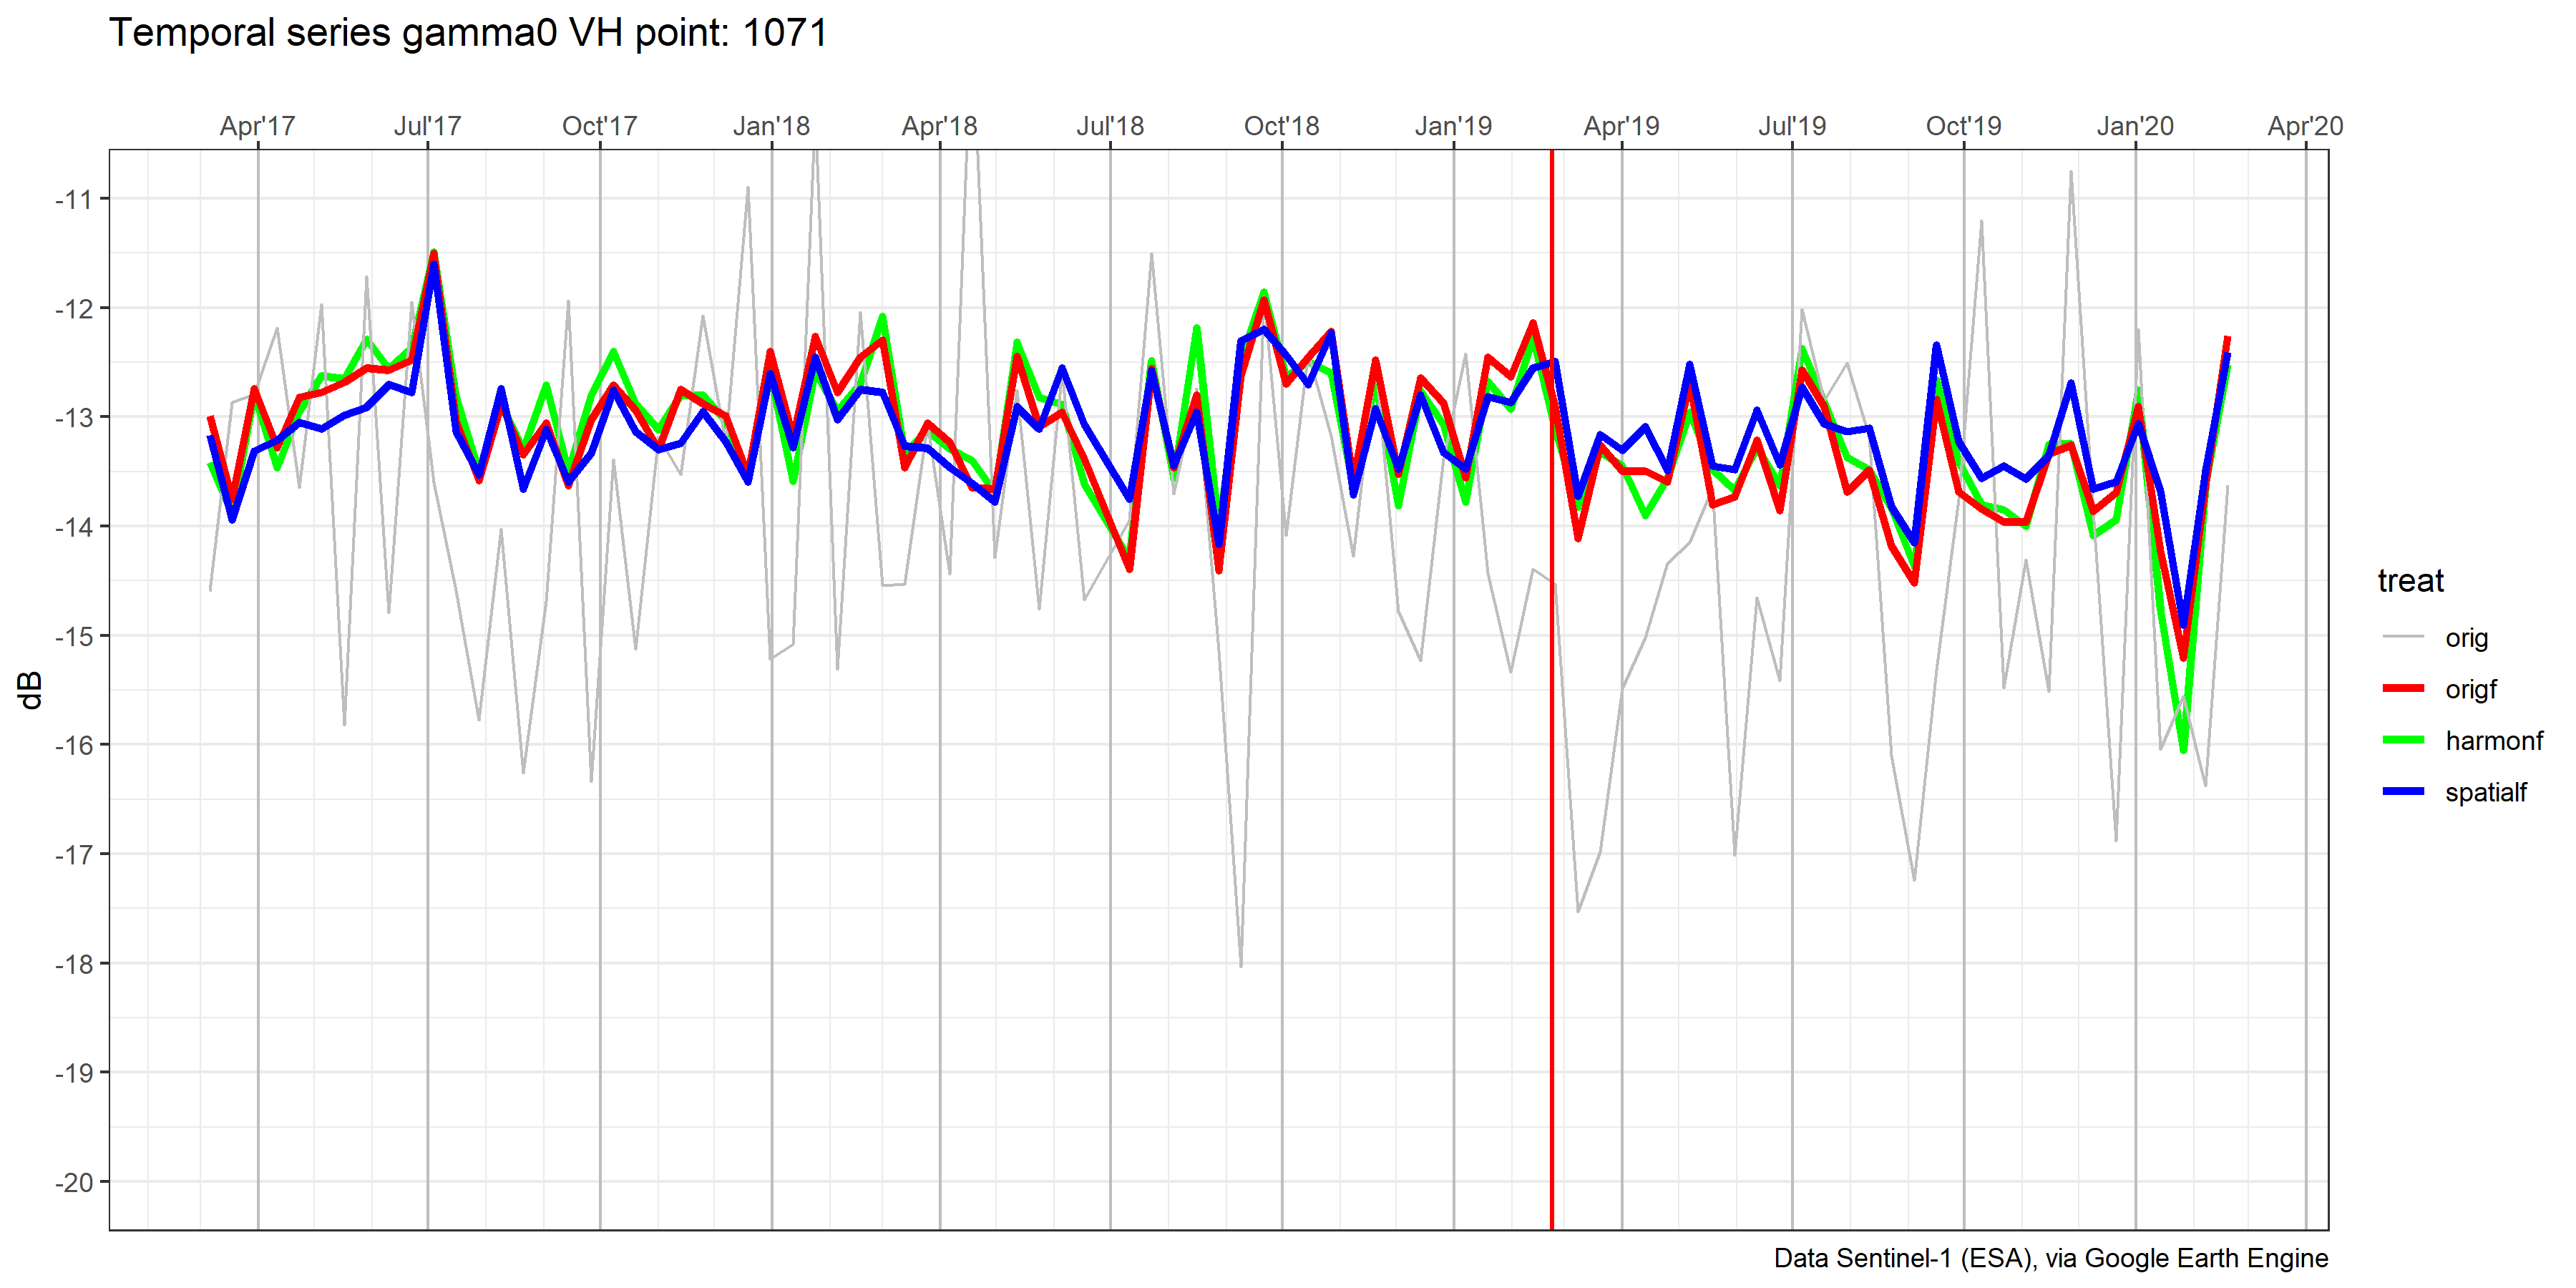 Temporal series gamma0 VH point: 1071
Apr'17 Jul'17 Oct'17 Jan'18 Apr'18 Jul'18 Oct'18 Jan'19 Apr'19 Jul'19 Oct'19 Jan'20 Apr'20
-11
-12
-13
-14
-15
-16
-17
-18
-19
-20
dB
treat
orig
origf
harmonf
spatialf
Data Sentinel-1 (ESA), via Google Earth Engine